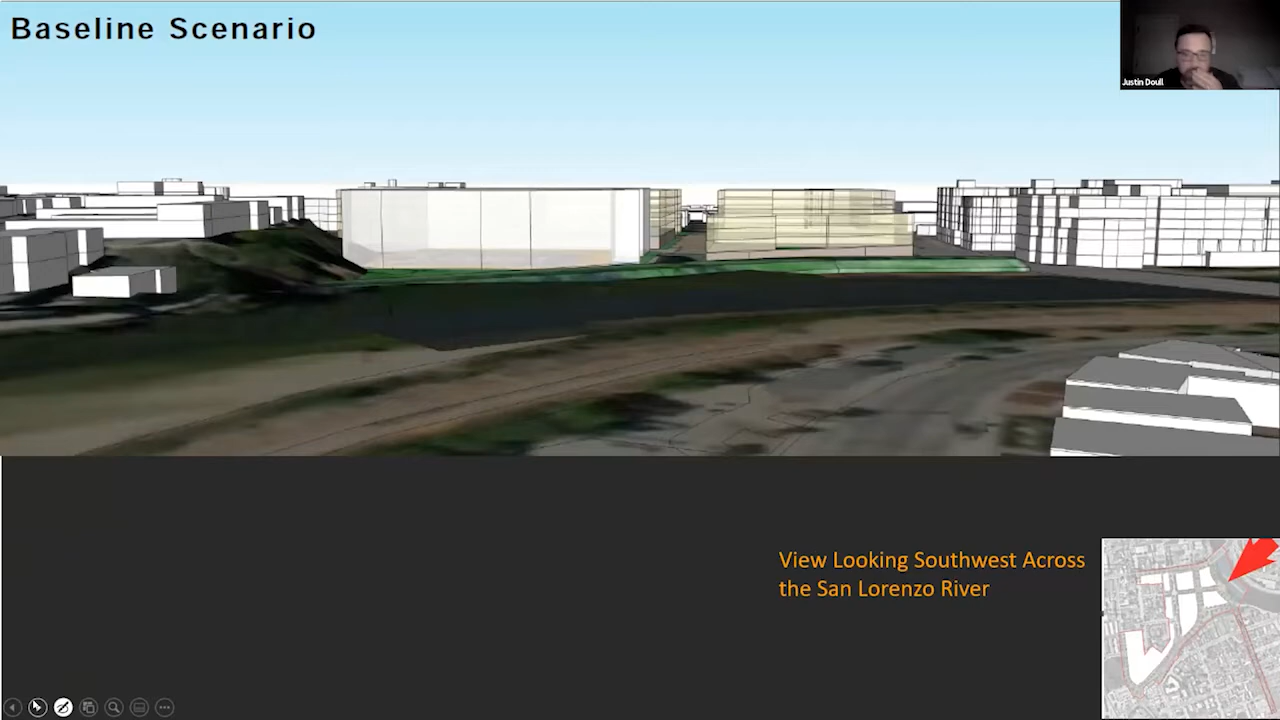 Baseline Scenario
Justin Doull
View Looking Southwest Across
the San Lorenzo River